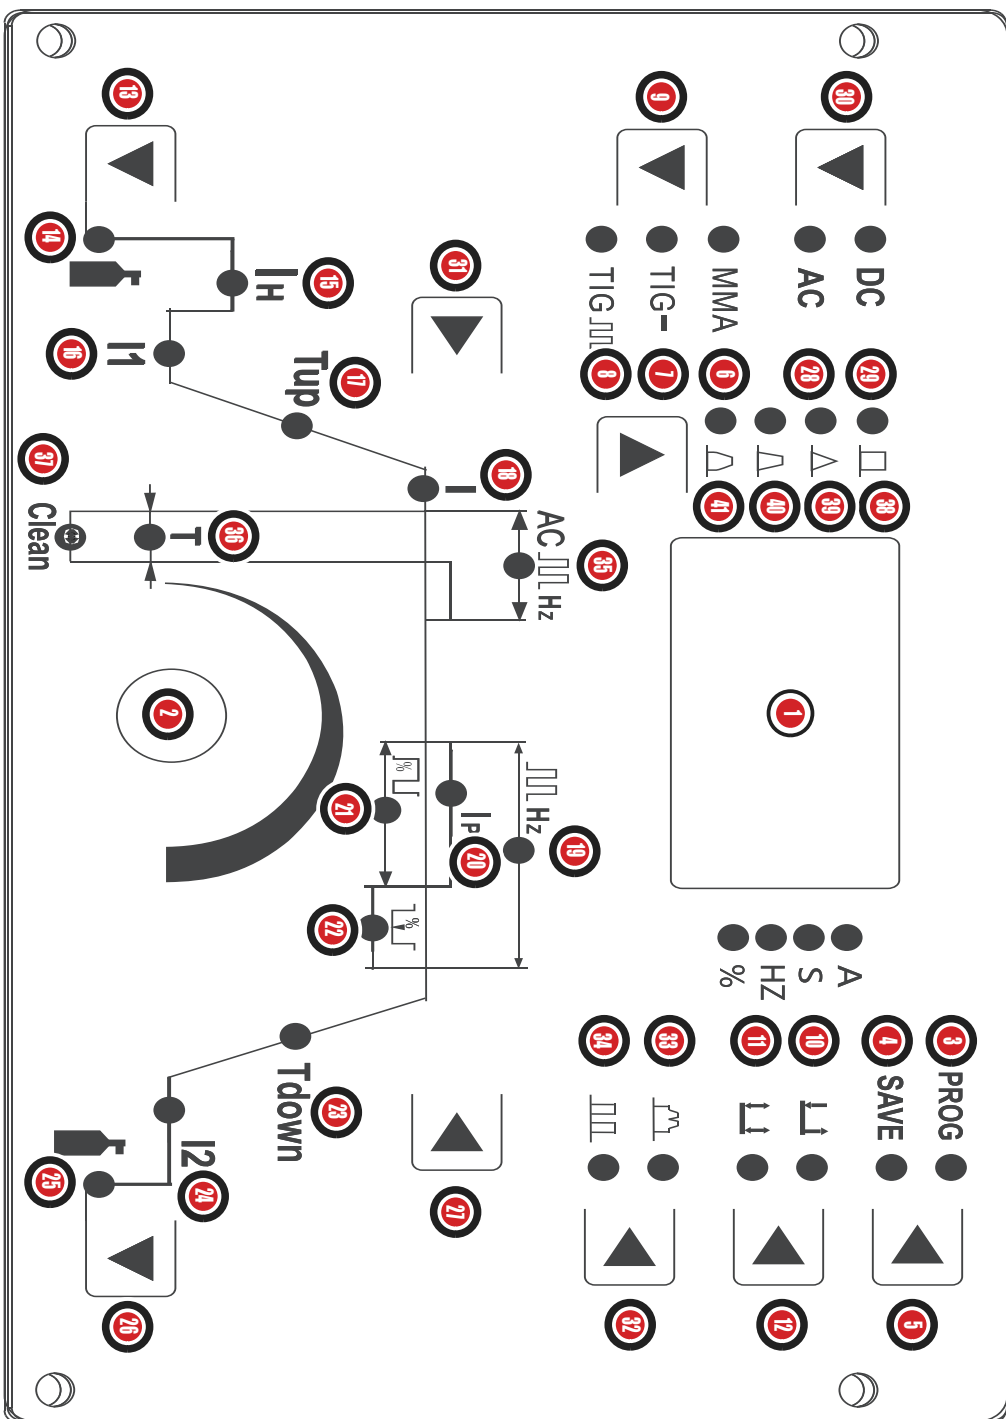 DC 29 38
30 AC 28 39
MMA 6 40
9 TIG 7 41
TIG 8
1
A
S
HZ
%
3 PROG
4 SAVE
5
10
11
12
33
34
32
31
AC Hz 35
Hz 19
27
18 I
IP 20
% 21
% 22
17 Tup
Tdown 23
15 IH
36 T
2
I2 24
13
16 I1
14
37 Clean
25
26